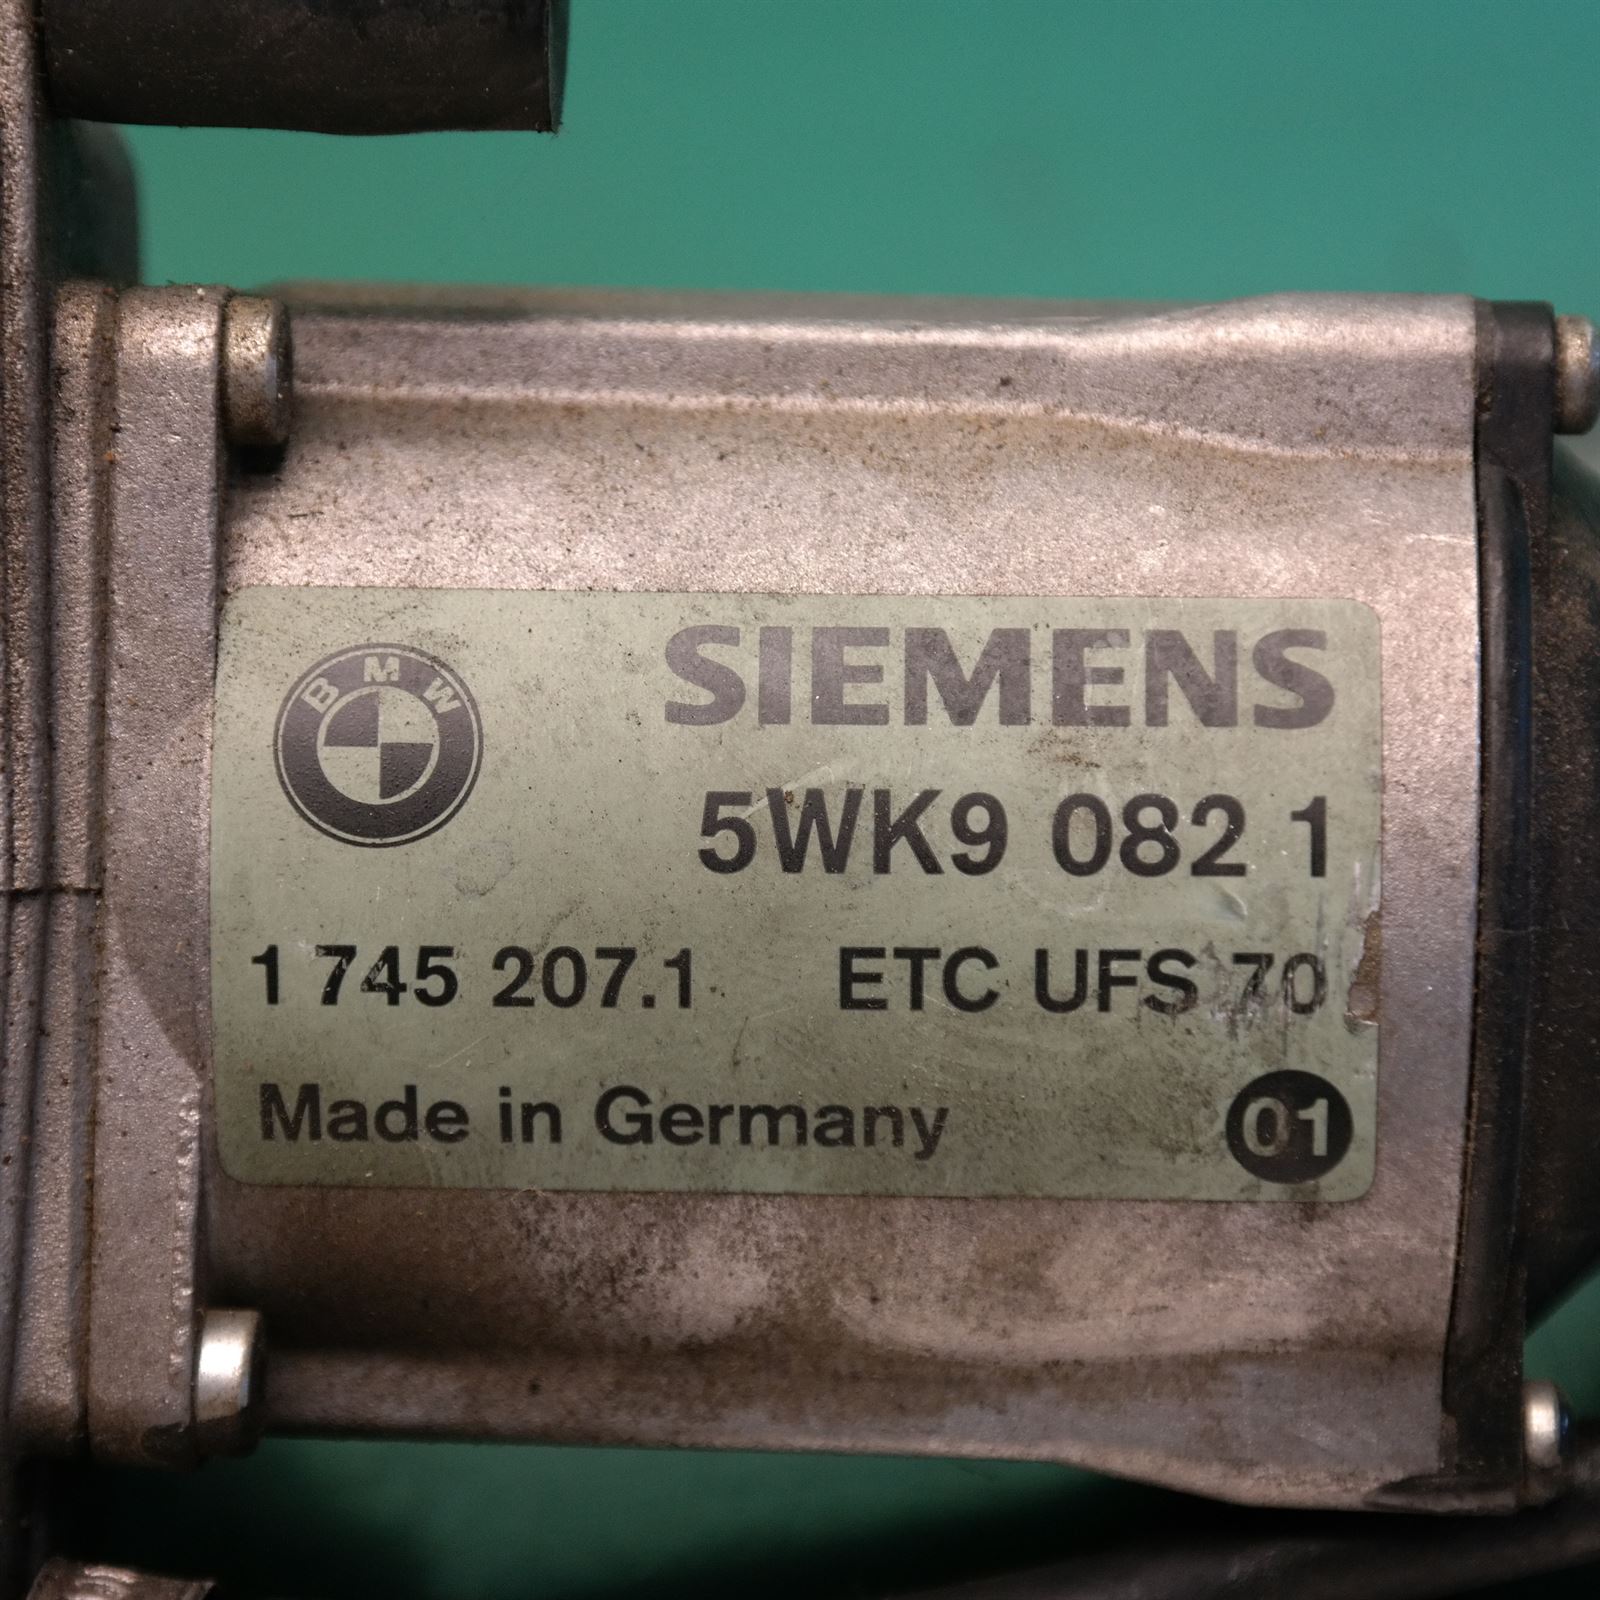 BMW
SIEMENS
5WK9 082 1
1 745 207.1 ETC UFS 70
Made in Germany
01